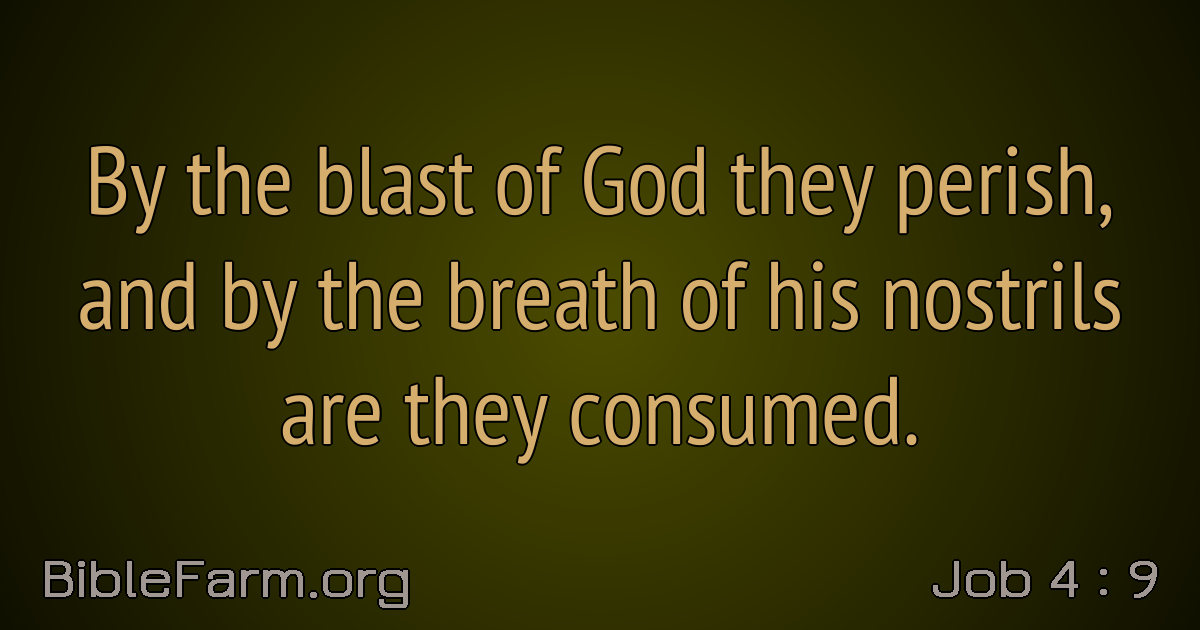 By the blast of God they perish,
and by the breath of his nostrils
are they consumed.
BibleFarm.org
Job 4 : 9